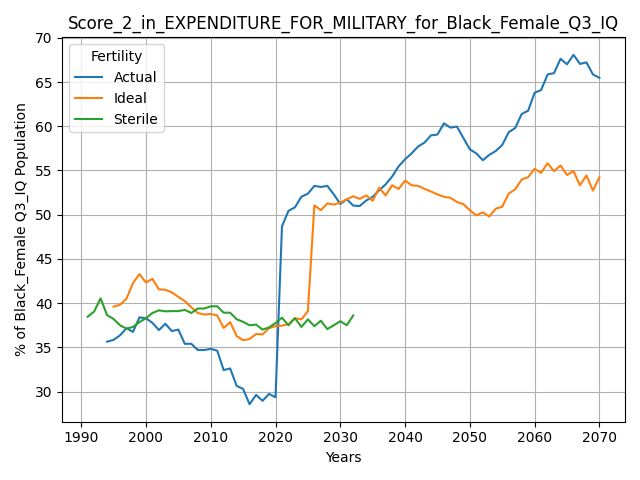 Score_2_in_EXPENDITURE_FOR_MILITARY_for_Black_Female_Q3_IQ
Fertility
Actual
Ideal
Sterile
% of Black_Female Q3_IQ Population
70
65
60
55
50
45
40
35
30
1990 2000 2010 2020 2030 2040 2050 2060 2070
Years